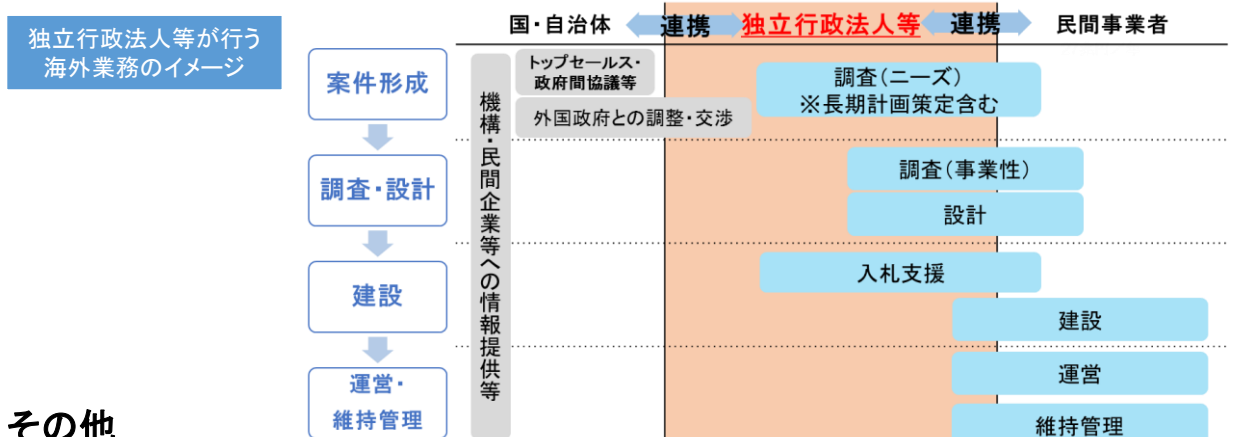 独立行政法人等が行う
海外業務のイメージ
国・自治体
連携
独立行政法人等
連携
民間事業者
案件形成
機構・民間企業等への情報提供等
トップセールス・
政府間協議等
外国政府との調整・交渉
調査（ニーズ）
※長期計画策定含む
調査・設計
調査（事業性）
設計
建設
入札支援
建設
運営・
維持管理
運営
維持管理
その他